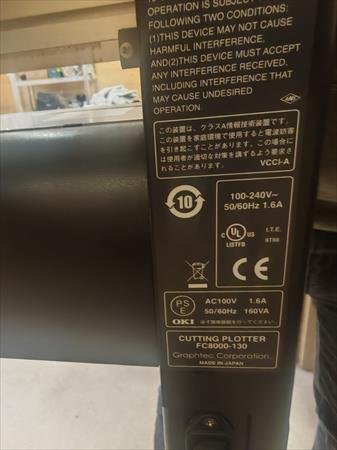 OPERATION IS SUBJECT
FOLLOWING TWO CONDITIONS:
(1)THIS DEVICE MAY NOT CAUSE
HARMFUL INTERFERENCE,
AND(2)THIS DEVICE MUST ACCEPT
ANY INTERFERENCE RECEIVED,
INCLUDING INTERFERENCE THAT
MAY CAUSE UNDESIRED
OPERATION.
この装置は、クラスA情報技術装置です。
この装置を家庭環境で使用すると電波妨害
を引き起こすことがあります。この場合に
は使用者が適切な対策を講ずるよう要求さ
れることがあります。
VCCI-A
10
100-240V~
50/60Hz 1.6A
C UL US
LISTED
I.T.E.
CE
PS
E
AC100V 1.6A
50/60Hz 160VA
OKI
CUTTING PLOTTER
FC8000-130
Graphtec Corporation.
MADE IN JAPAN